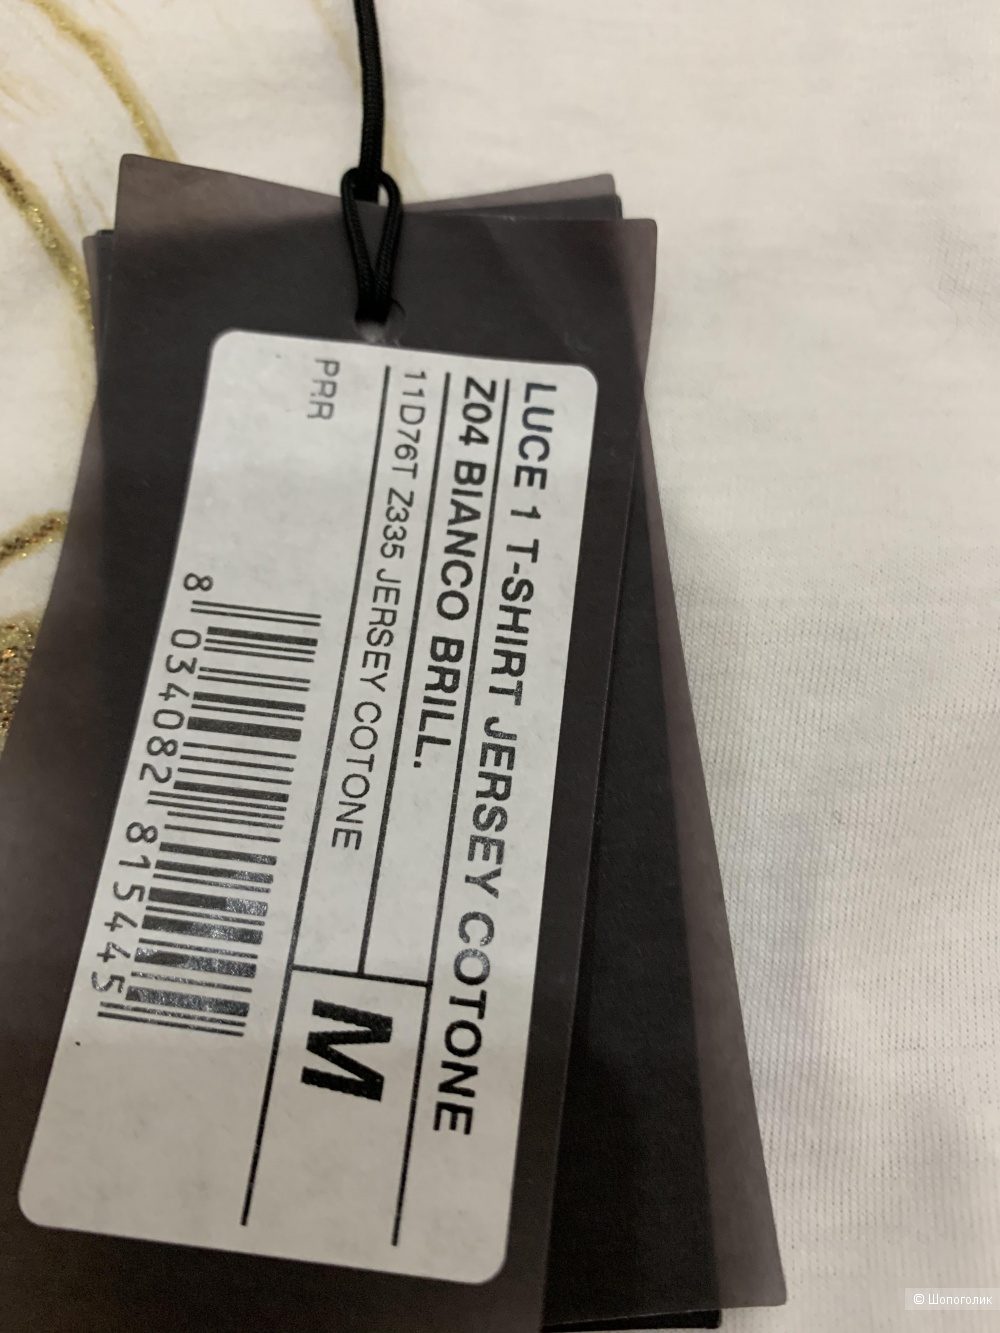 LUCE 1 T-SHIRT JERSEY COTONE
Z04 BIANCO BRILL.
11D76T Z335 JERSEY COTONE
M
PRR
8 034082 815445
© Шопоголик